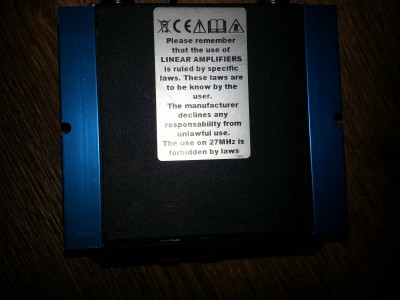 Please remember
that the use of
LINEAR AMPLIFIERS
is ruled by specific
laws. These laws are
to be know by the
user.
The manufacturer
declines any
responsability from
unlawful use.
The use on 27MHz is
forbidden by laws